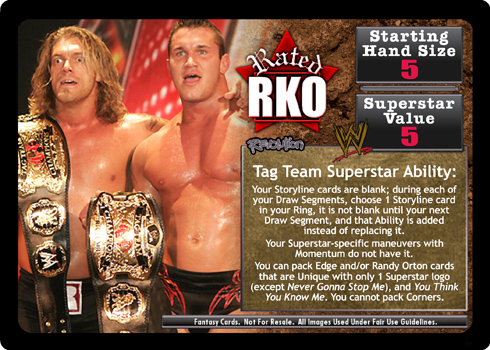 Starting
Hand Size
5
Rated
RKO
Superstar
Value
5
Revolution
W
Tag Team Superstar Ability:
Your Storyline cards are blank; during each of
your Draw Segments, choose 1 Storyline card
in your Ring, it is not blank until your next
Draw Segment, and that Ability is added
instead of replacing it.
Your Superstar-specific maneuvers with
Momentum do not have it.
You can pack Edge and/or Randy Orton cards
that are Unique with only 1 Superstar logo
(except Never Gonna Stop Me), and You Think
You Know Me. You cannot pack Corners.
Fantasy Cards. Not For Resale. All Images Used Under Fair Use Guidelines.